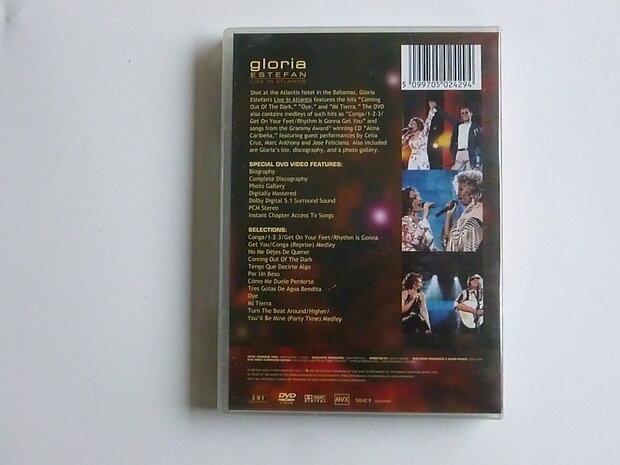 gloria
ESTEFAN
LIVE IN ATLANTIS
5 099705 024294
Shot at the Atlantis hotel in the Bahamas, Gloria
Estefan's Live In Atlantis features the hits "Coming
Out Of The Dark," "Oye," and "Mi Tierra." The DVD
also contains medleys of such hits as "Conga/1-2-3/
Get On Your Feet/Rhythm Is Gonna Get You" and
songs from the Grammy Award® winning CD "Alma
Caribeña," featuring guest performances by Celia
Cruz, Marc Anthony and Jose Feliciano. Also included
are Gloria's bio, discography, and a photo gallery.
SPECIAL DVD VIDEO FEATURES:
Biography
Complete Discography
Photo Gallery
Digitally Mastered
Dolby Digital 5.1 Surround Sound
PCM Stereo
Instant Chapter Access To Songs
SELECTIONS:
Conga/1-2-3/Get On Your Feet/Rhythm Is Gonna
Get You/Conga (Reprise) Medley
No Me Dejes De Querer
Coming Out Of The Dark
Tengo Que Decirte Algo
Por Un Beso
Cómo Me Duele Perderte
Tres Gotas De Agua Bendita
Oye
Mi Tierra
Turn The Beat Around/Higher/
You'll Be Mine (Party Time) Medley
SMV
DVD
VIDEO
DOLBY
DIGITAL
MVX
50242 9